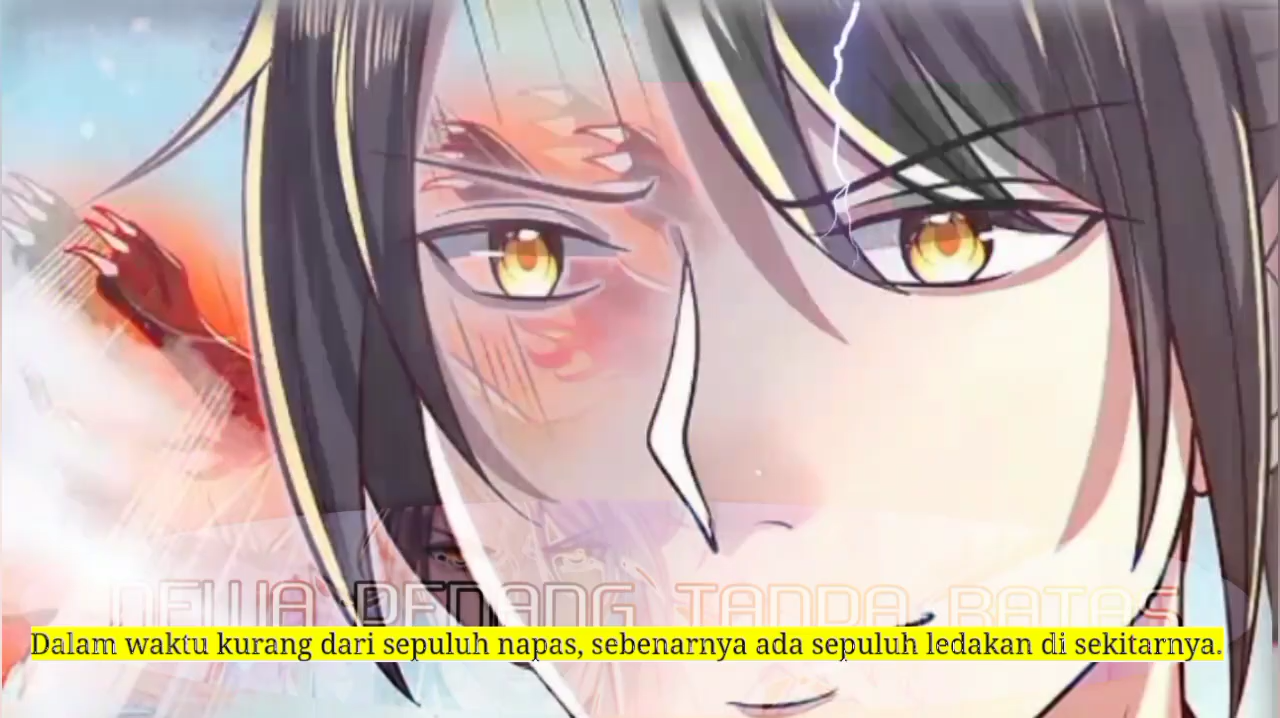 DEWA PEDANG TANPA BATAS
Dalam waktu kurang dari sepuluh napas, sebenarnya ada sepuluh ledakan di sekitarnya.